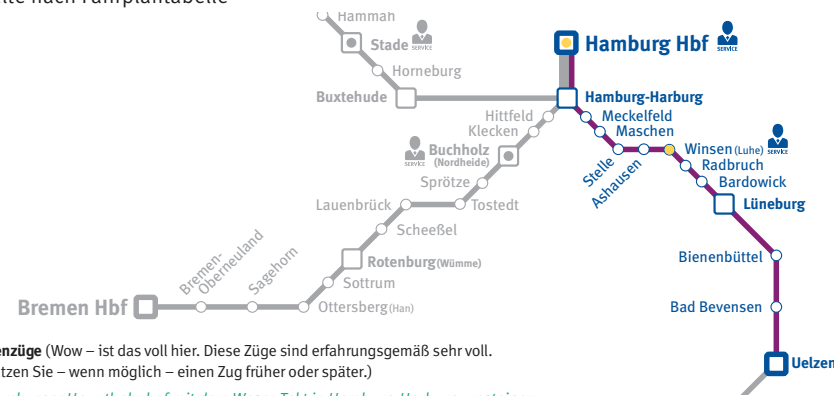 Hammah
Stade
SERVICE
Horneburg
Buxtehude
Hamburg Hbf
SERVICE
Hamburg-Harburg
Hittfeld
Klecken
SERVICE
Buchholz
(Nordheide)
Sprötze
Lauenbrück
Tostedt
Scheeßel
Rotenburg (Wümme)
Sottrum
Ottersberg (Han)
Sagehorn
Bremen-
Oberneuland
Bremen Hbf
Meckelfeld
Maschen
Stelle
Ashausen
Winsen (Luhe)
SERVICE
Radbruch
Bardowick
Lüneburg
Bienenbüttel
Bad Bevensen
Uelzen
enzüge (Wow – ist das voll hier. Diese Züge sind erfahrungsgemäß sehr voll.
tzen Sie – wenn möglich – einen Zug früher oder später.)